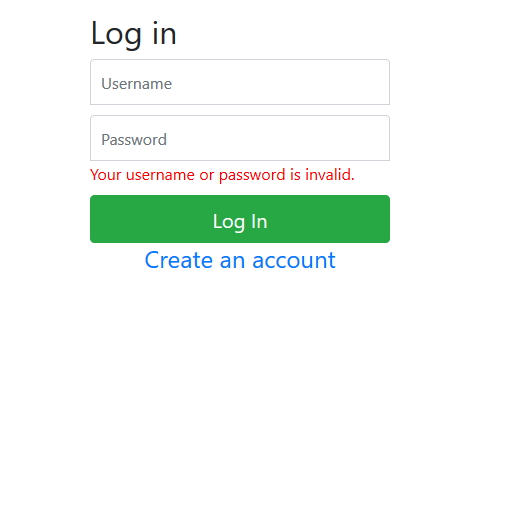 Log in
Username
Password
Your username or password is invalid.
Log In
Create an account